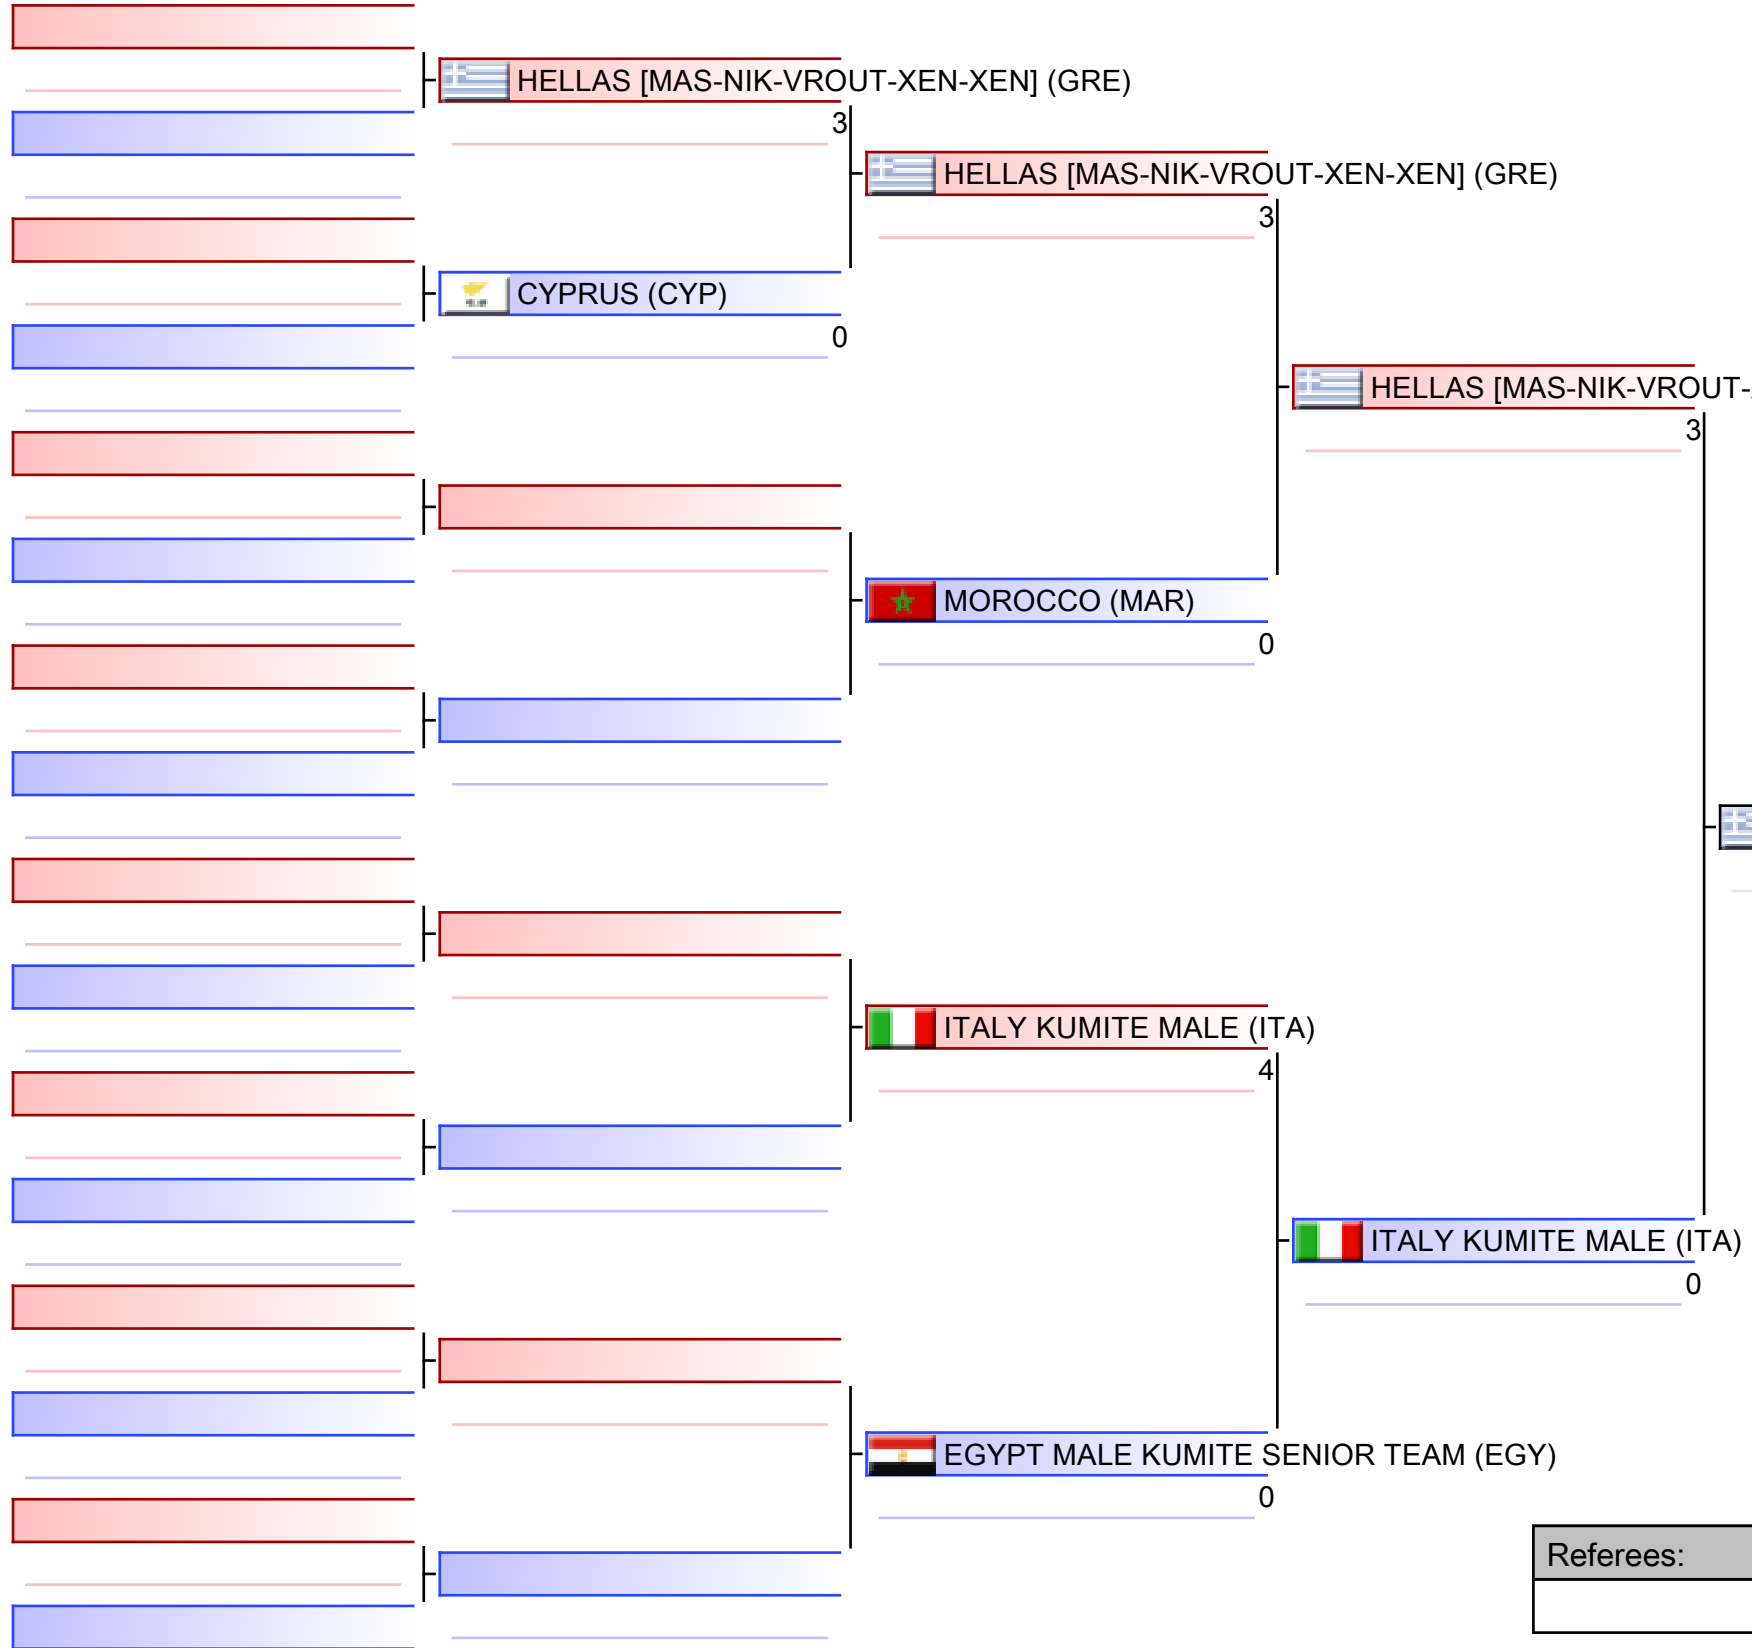 HELLAS [MAS-NIK-VROUT-XEN-XEN] (GRE)
3
HELLAS [MAS-NIK-VROUT-XEN-XEN] (GRE)
3
CYPRUS (CYP)
0
HELLAS [MAS-NIK-VROUT-
3
MOROCCO (MAR)
0
ITALY KUMITE MALE (ITA)
4
ITALY KUMITE MALE (ITA)
0
EGYPT MALE KUMITE SENIOR TEAM (EGY)
0
Referees: